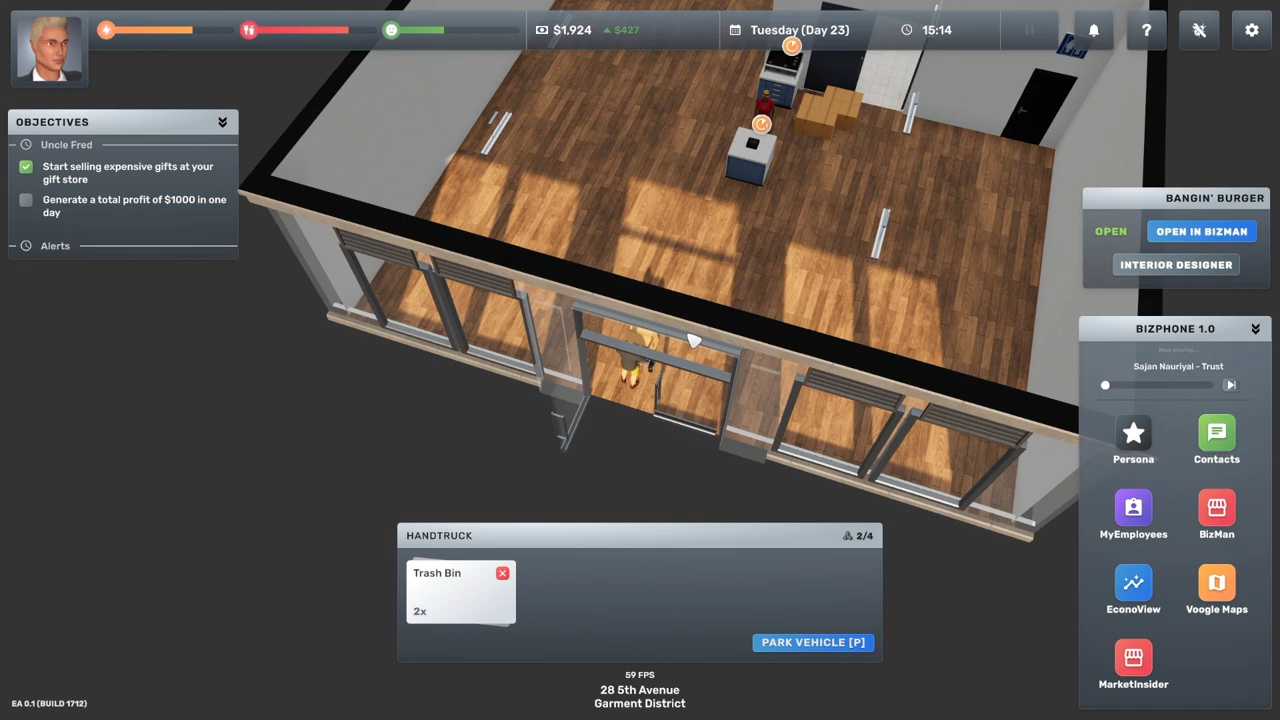 $1,924
$427
Tuesday (Day 23)
15:14
?
OBJECTIVES
Uncle Fred
Start selling expensive gifts at your
gift store
Generate a total profit of $1000 in one
day
Alerts
BANGIN' BURGER
OPEN
OPEN IN BIZMAN
INTERIOR DESIGNER
BIZPHONE 1.0
Now playing...
Sajan Nauriyal - Trust
Persona
Contacts
MyEmployees
BizMan
EconoView
Voogle Maps
MarketInsider
HANDTRUCK
2/4
Trash Bin
2x
PARK VEHICLE [P]
59 FPS
28 5th Avenue
Garment District
EA 0.1 (BUILD 1712)